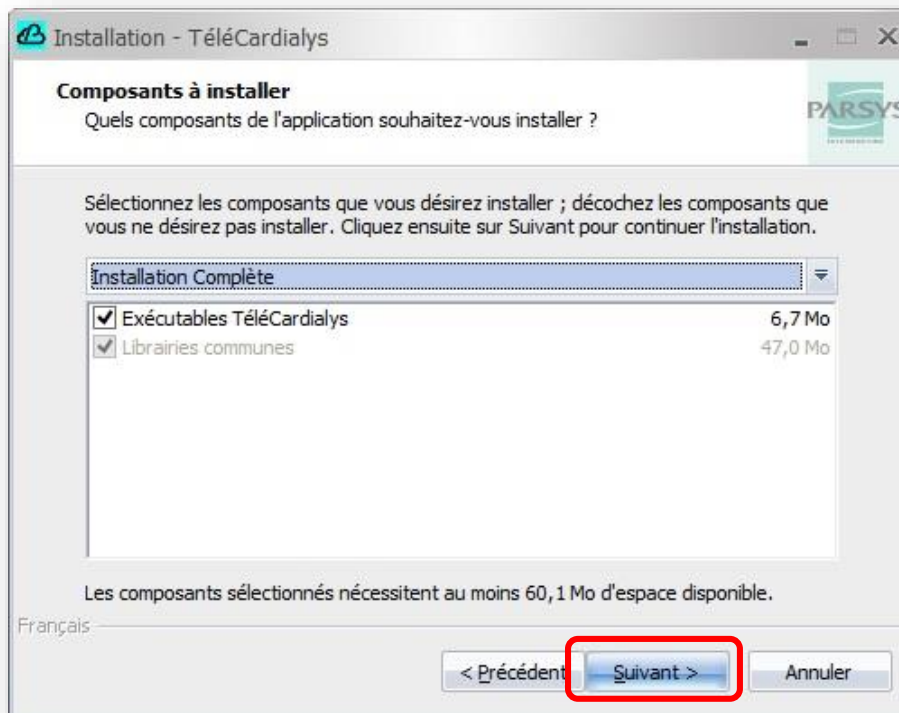 Installation - TéléCardialys
Composants à installer
Quels composants de l'application souhaitez-vous installer ?
PARSYS
Sélectionnez les composants que vous désirez installer ; décochez les composants que
vous ne désirez pas installer. Cliquez ensuite sur Suivant pour continuer l'installation.
Installation Complète
Exécutables TéléCardialys 6,7 Mo
Librairies communes 47,0 Mo
Les composants sélectionnés nécessitent au moins 60,1 Mo d'espace disponible.
Français
< Précédent Suivant > Annuler